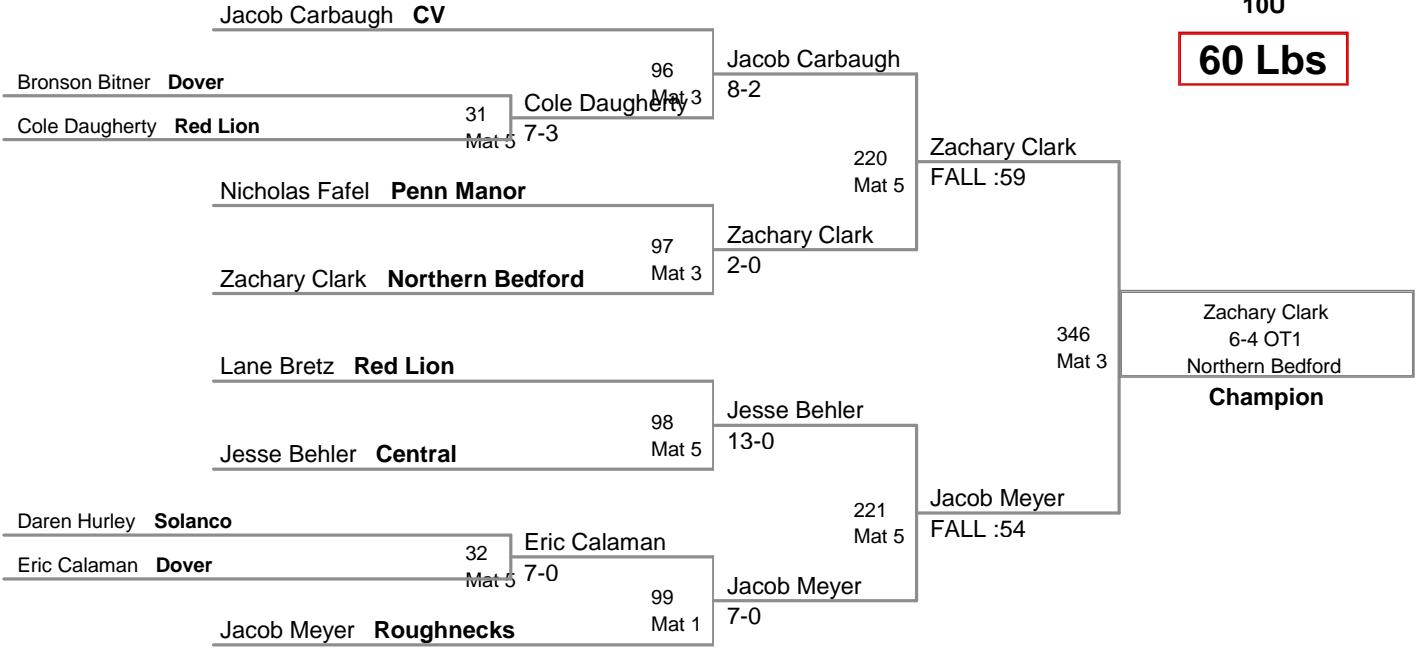 10U
60 Lbs
Jacob Carbaugh CV
Bronson Bitner Dover
Cole Daugherty Red Lion
31
Mat 5
Cole Daugherty
7-3
96
Mat 3
Jacob Carbaugh
8-2
Nicholas Fafel Penn Manor
Zachary Clark Northern Bedford
97
Mat 3
Zachary Clark
2-0
220
Mat 5
Zachary Clark
FALL :59
Lane Bretz Red Lion
Jesse Behler Central
98
Mat 5
Jesse Behler
13-0
Daren Hurley Solanco
Eric Calaman Dover
32
Mat 5
Eric Calaman
7-0
Jacob Meyer Roughnecks
99
Mat 1
Jacob Meyer
7-0
221
Mat 5
Jacob Meyer
FALL :54
346
Mat 3
Zachary Clark
6-4 OT1
Northern Bedford
Champion